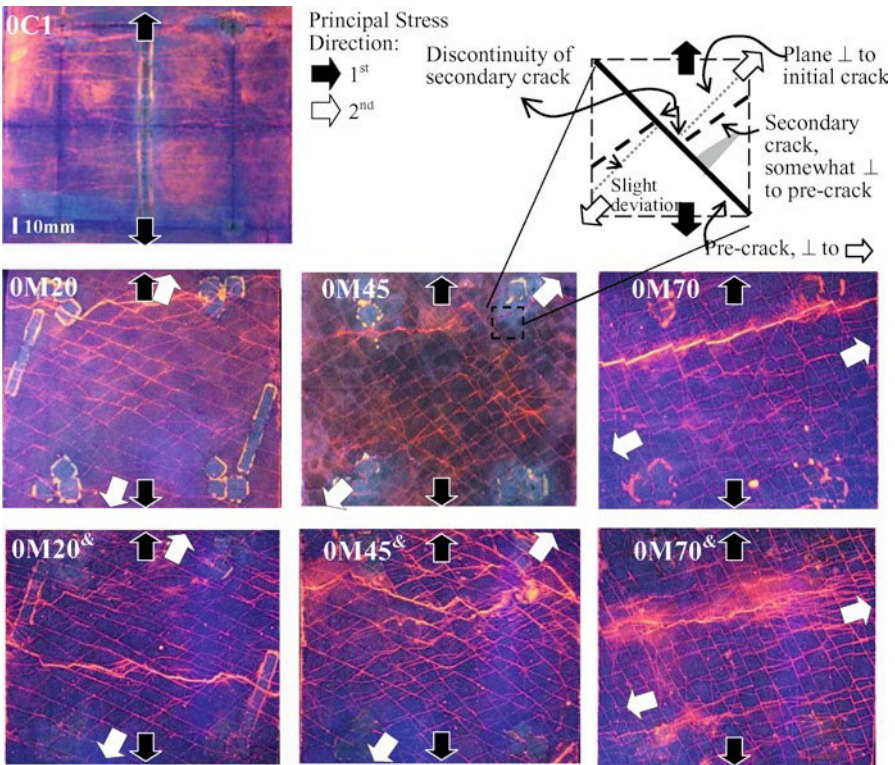 0C1
10mm
Principal Stress
Direction:
1st
2nd
Discontinuity of
secondary crack
Plane ⊥ to
initial crack
Secondary
crack,
somewhat ⊥
to pre-crack
Slight
deviation
Pre-crack, ⊥ to
0M20
0M45
0M70
0M20&
0M45&
0M70&